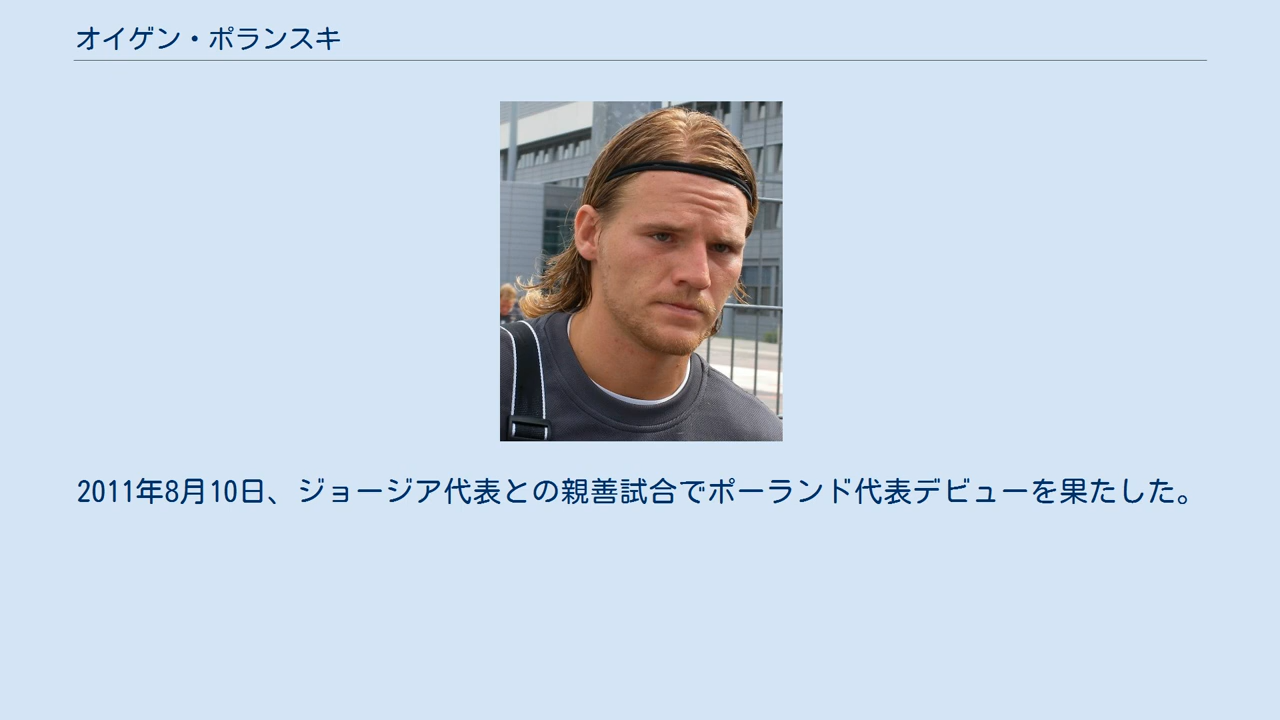 オイゲン・ポランスキ
2011年8月10日、ジョージア代表との親善試合でポーランド代表デビューを果たした。